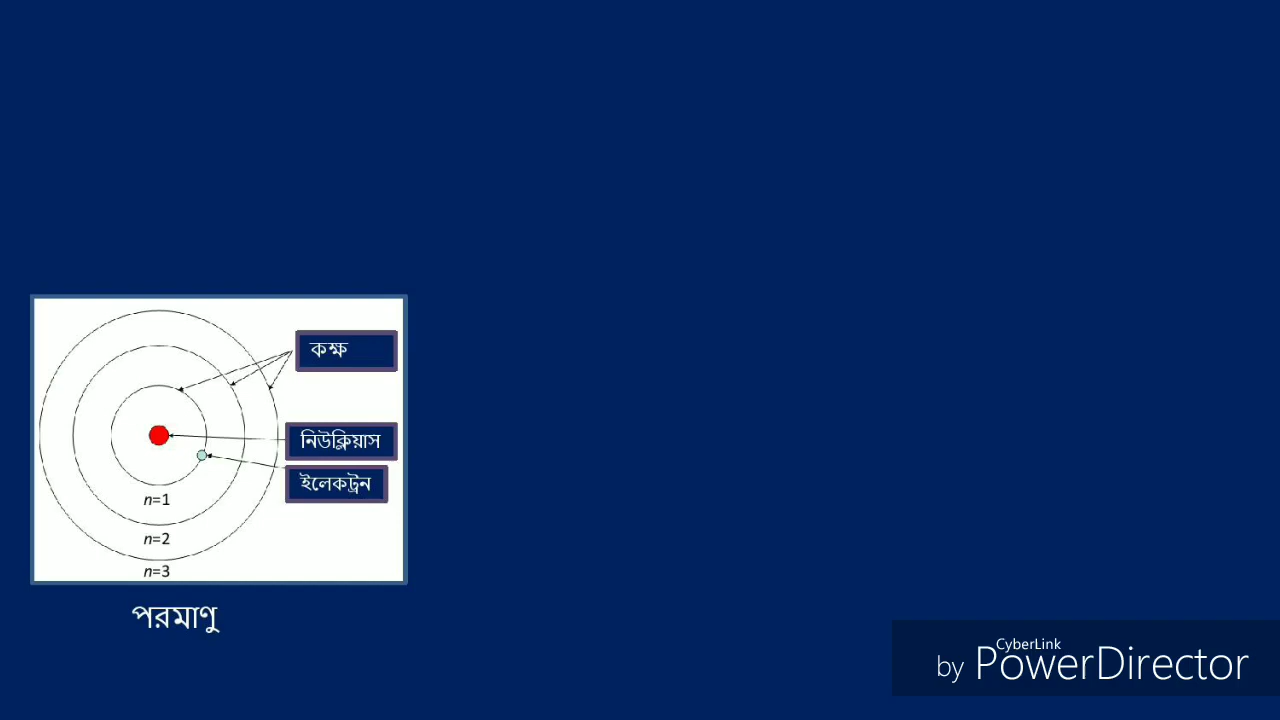 কক্ষ
নিউক্লিয়াস
ইলেকট্রন
n=1
n=2
n=3
পরমাণু
CyberLink
by PowerDirector